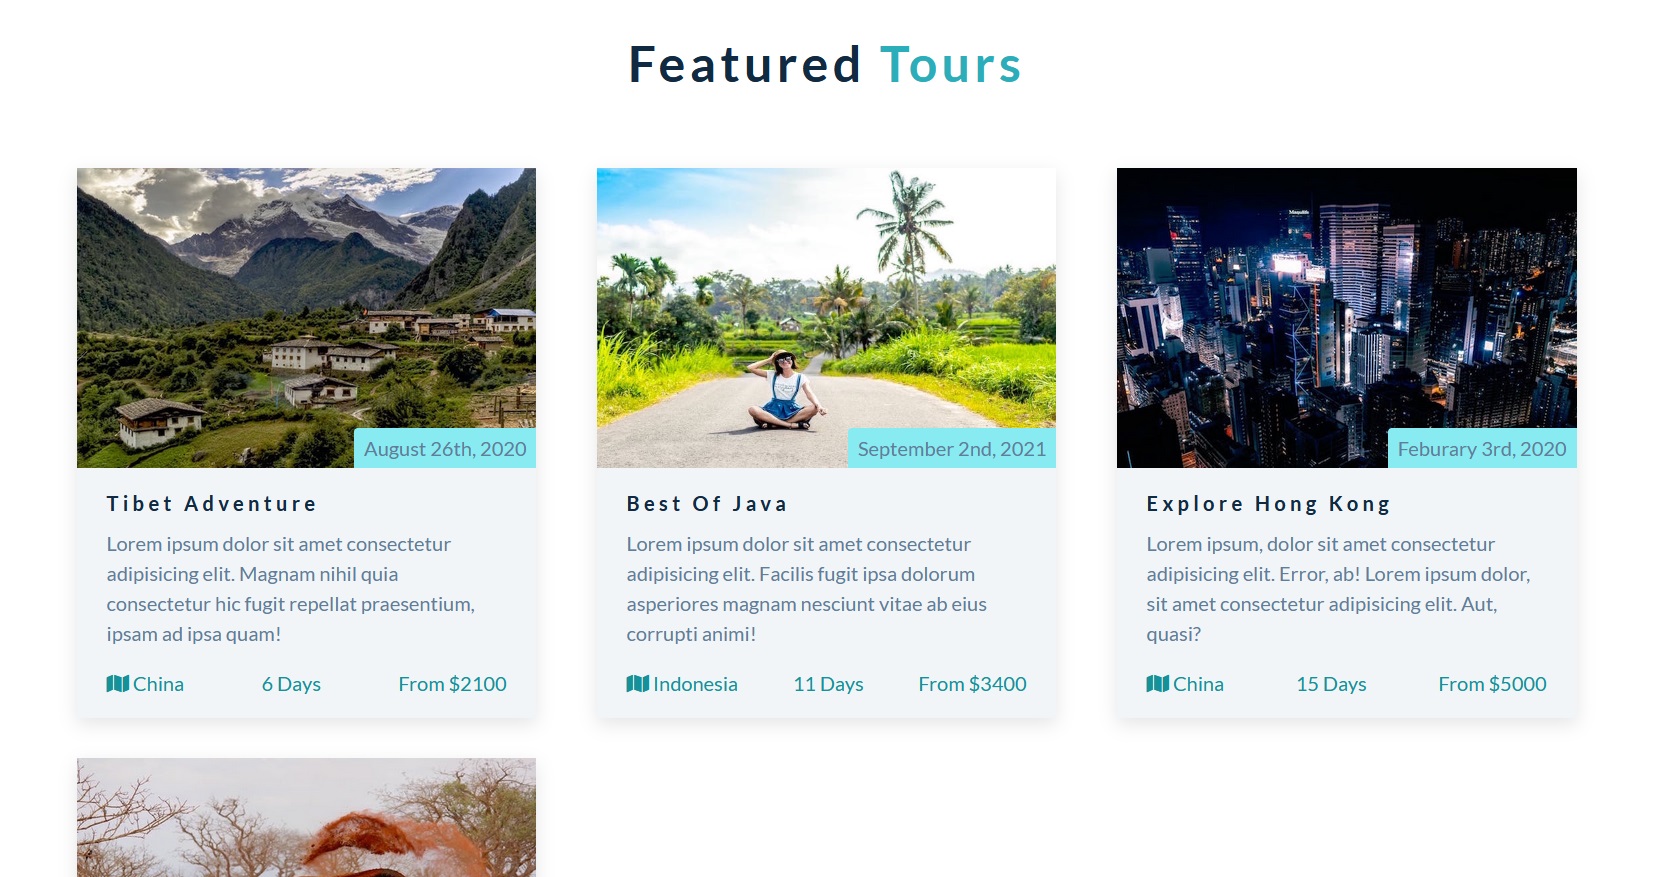 Featured Tours
August 26th, 2020
Tibet Adventure
Lorem ipsum dolor sit amet consectetur
adipisicing elit. Magnam nihil quia
consectetur hic fugit repellat praesentium,
ipsam ad ipsa quam!
China 6 Days From $2100
September 2nd, 2021
Best Of Java
Lorem ipsum dolor sit amet consectetur
adipisicing elit. Facilis fugit ipsa dolorum
asperiores magnam nesciunt vitae ab eius
corrupti animi!
Indonesia 11 Days From $3400
Manulife
Feburary 3rd, 2020
Explore Hong Kong
Lorem ipsum, dolor sit amet consectetur
adipisicing elit. Error, ab! Lorem ipsum dolor,
sit amet consectetur adipisicing elit. Aut,
quasi?
China 15 Days From $5000